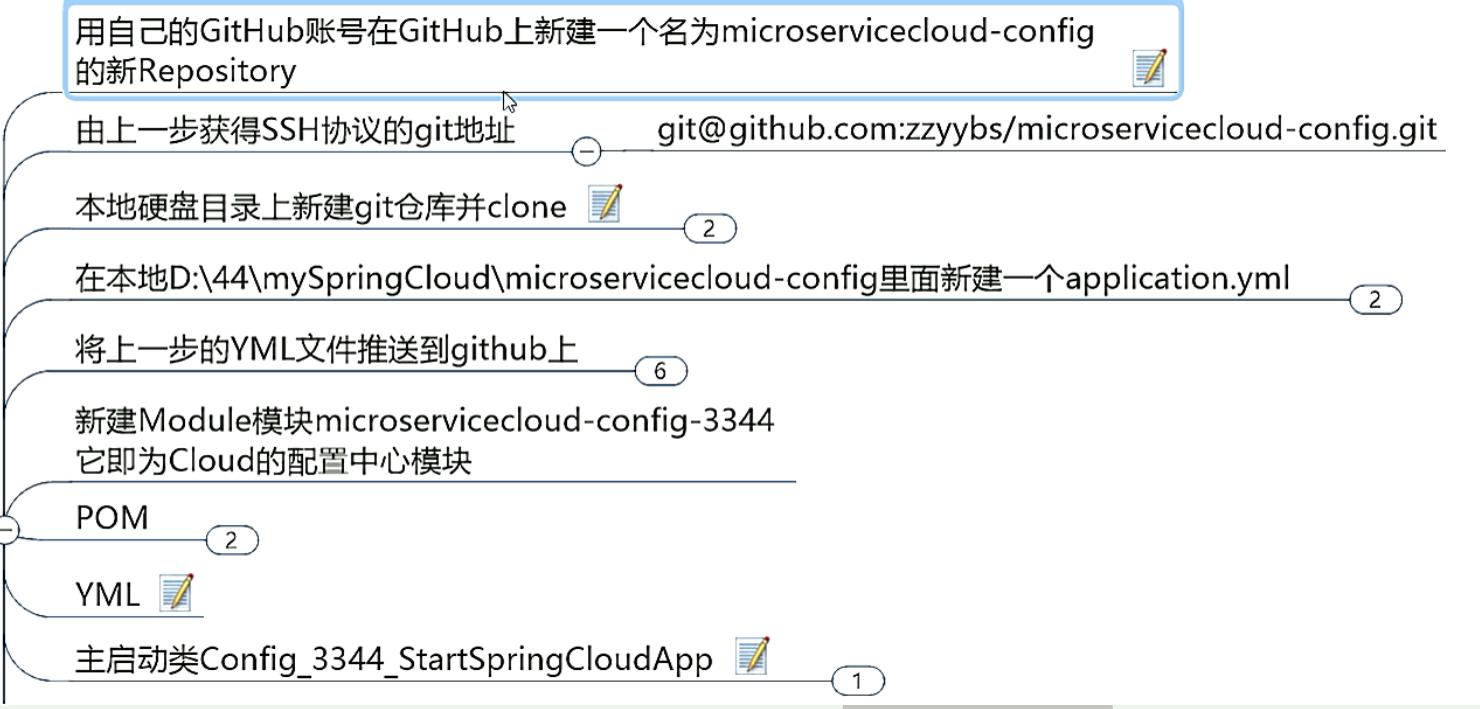 用自己的GitHub账号在GitHub上新建一个名为microservicecloud-config
的新Repository
由上一步获得SSH协议的git地址
git@github.com:zzyybs/microservicecloud-config.git
本地硬盘目录上新建git仓库并clone
2
在本地D:\44\mySpringCloud\microservicecloud-config里面新建一个application.yml
2
将上一步的YML文件推送到github上
6
新建Module模块microservicecloud-config-3344
它即为Cloud的配置中心模块
POM
2
YML
主启动类Config_3344_StartSpringCloudApp
1